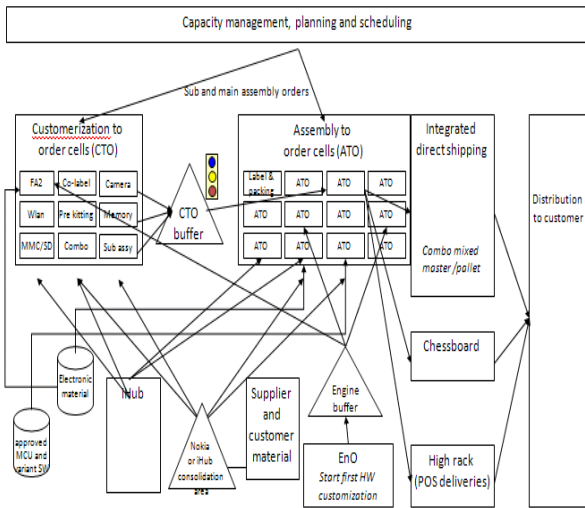 Capacity management, planning and scheduling
Sub and main assembly orders
Customerization to
order cells (CTO)
FA2
Co-label
Camera
Wlan
Pre kitting
Memory
MMC/SD
Combo
Sub assy
CTO
buffer
Assembly to
order cells (ATO)
Label &
packing
ATO
ATO
ATO
ATO
ATO
ATO
ATO
ATO
ATO
ATO
ATO
Integrated
direct shipping
Combo mixed
master /pallet
Distribution
to customer
Chessboard
High rack
(POS deliveries)
Electronic
material
approved
MCU and
variant SW
iHub
Nokia
or iHub
consolidation
area
Supplier
and
customer
material
Engine
buffer
EnO
Start first HW
customization